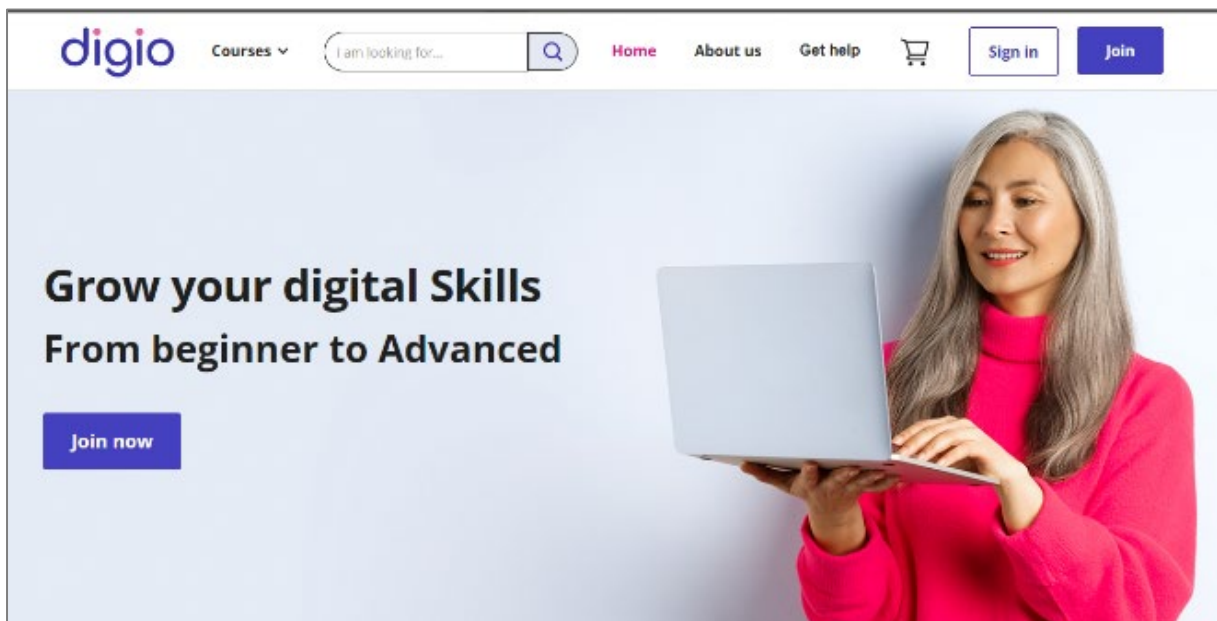 digio
Courses
I am looking for...
Home
About us
Get help
Sign in
Join
Grow your digital Skills
From beginner to Advanced
Join now